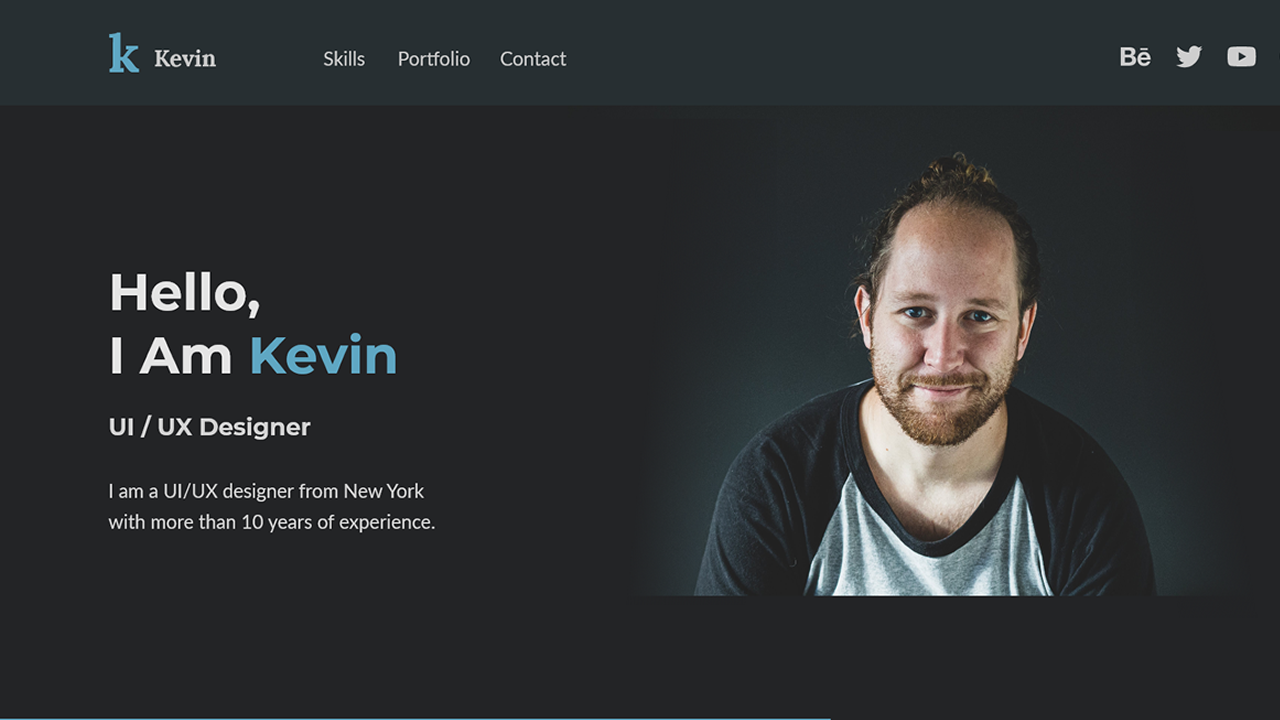 k Kevin
Skills Portfolio Contact
Bē
Hello,
I Am Kevin
UI / UX Designer
I am a UI/UX designer from New York
with more than 10 years of experience.